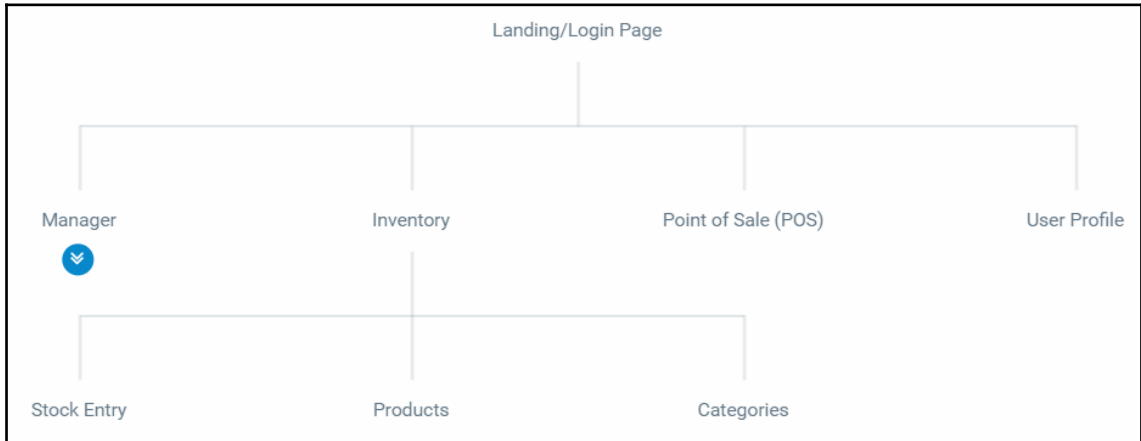 Landing/Login Page
Manager
Inventory
Point of Sale (POS)
User Profile
Stock Entry
Products
Categories